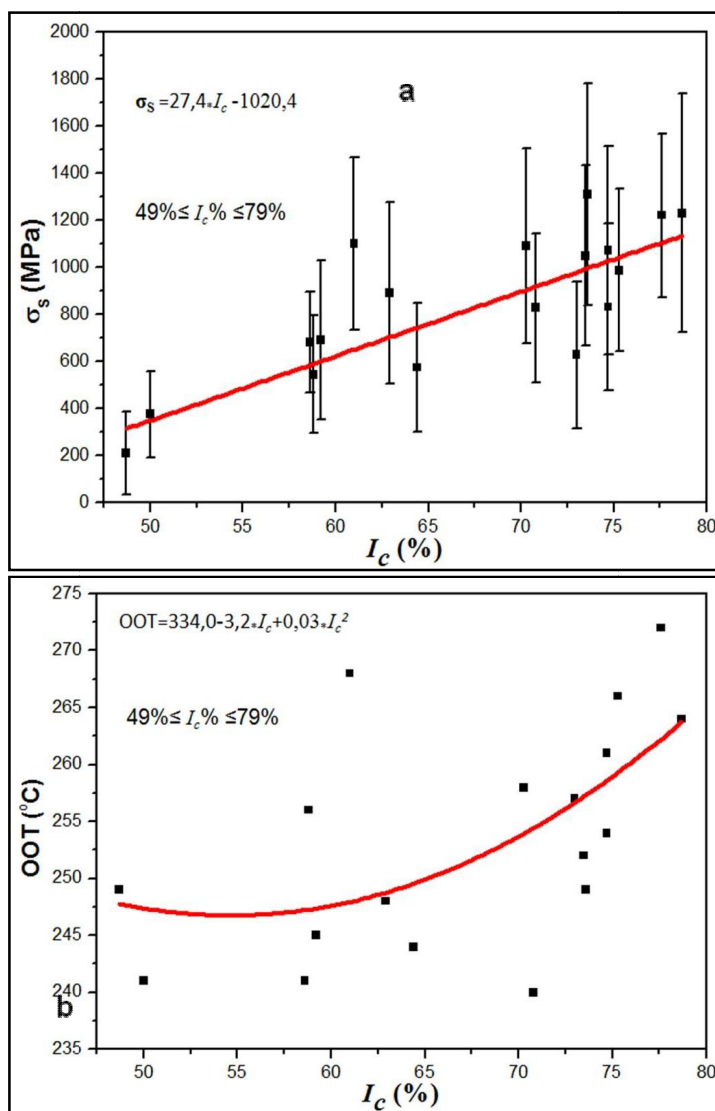 2000
1800
1600
1400
1200
1000
800
600
400
200
0
σs (MPa)
a
σs =27,4*Ic -1020,4
49%≤ Ic% ≤79%
50 55 60 65 70 75 80
Ic (%)
275
270
265
260
255
250
245
240
235
OOT (⁰C)
OOT=334,0-3,2*Ic+0,03*Ic²
49%≤ Ic% ≤79%
b
50 55 60 65 70 75 80
Ic (%)